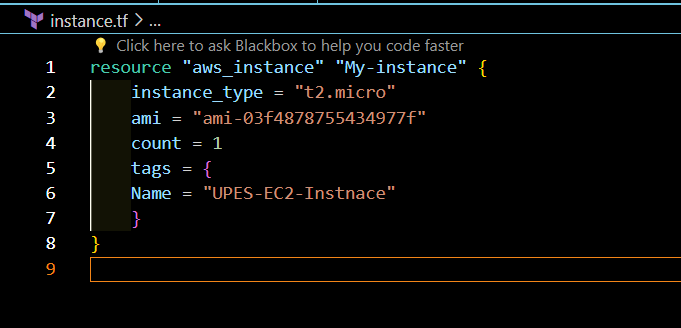 instance.tf > ...
Click here to ask Blackbox to help you code faster
1 resource "aws_instance" "My-instance" {
2 instance_type = "t2.micro"
3 ami = "ami-03f4878755434977f"
4 count = 1
5 tags = {
6 Name = "UPES-EC2-Instnace"
7 }
8 }
9